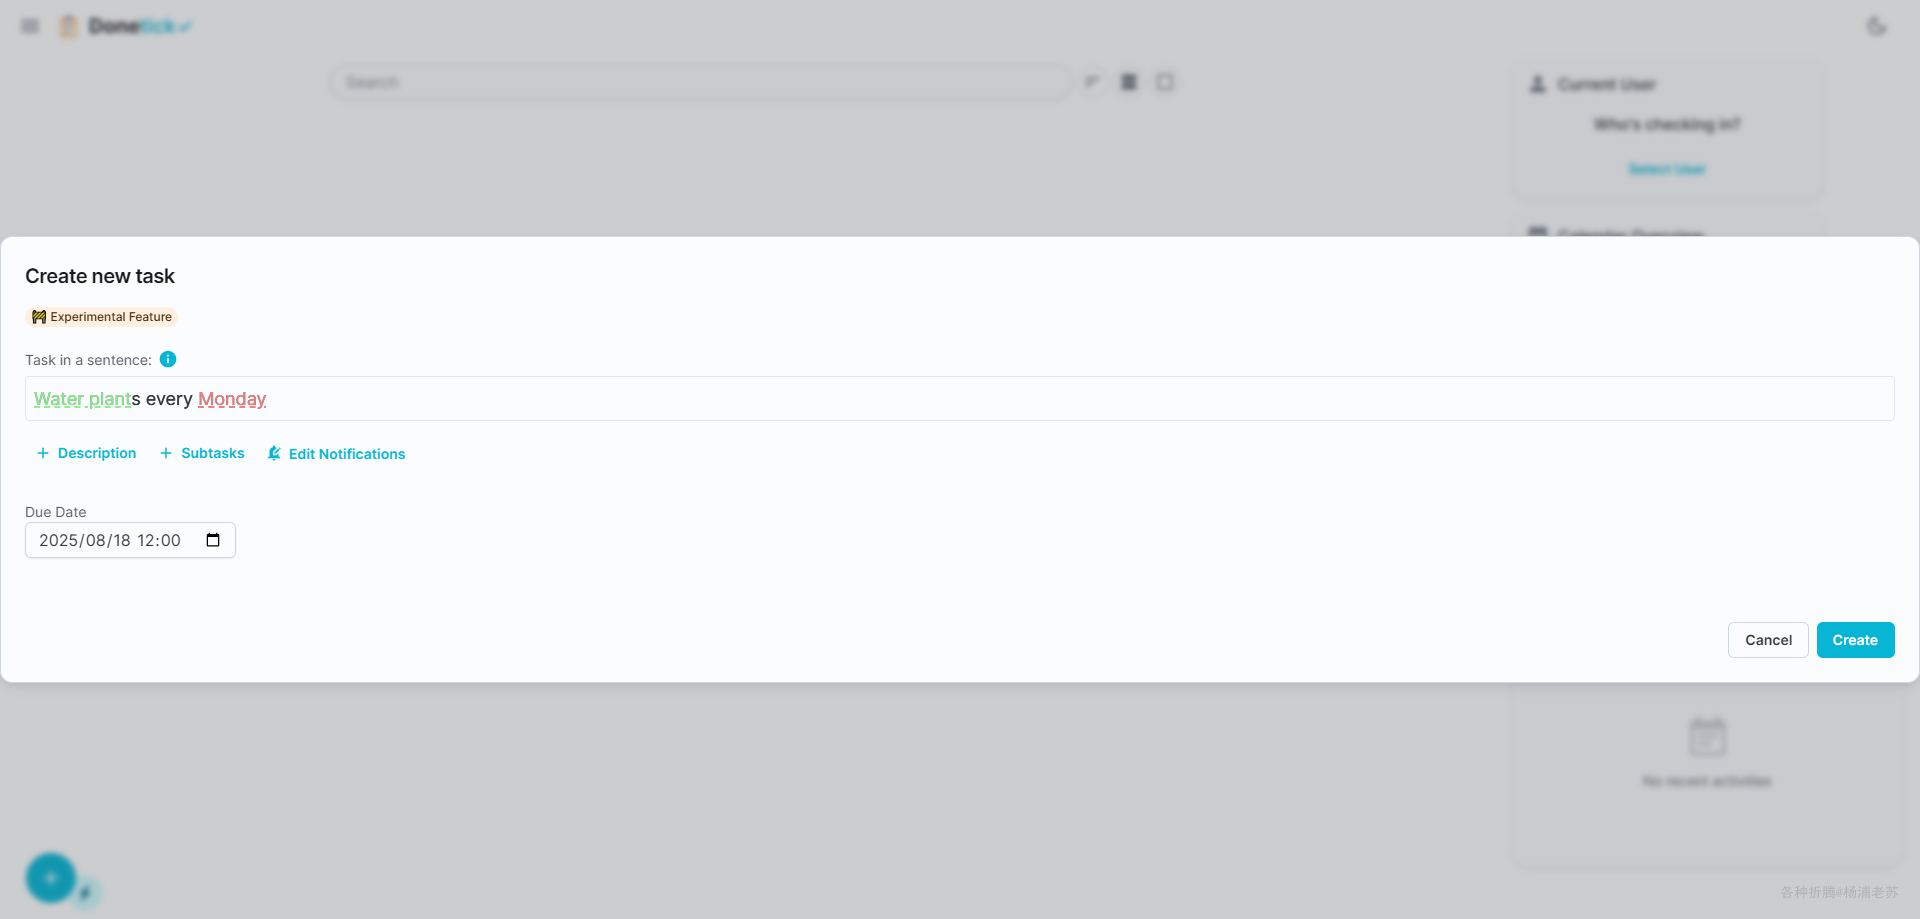 Donetick
Search
Current User
Who's checking in?
Select User
Calendar Overview
Create new task
Experimental Feature
Task in a sentence:
Water plants every Monday
Description
Subtasks
Edit Notifications
Due Date
2025/08/18 12:00
Cancel
Create
No recent activities
各种折腾@杨浦老苏